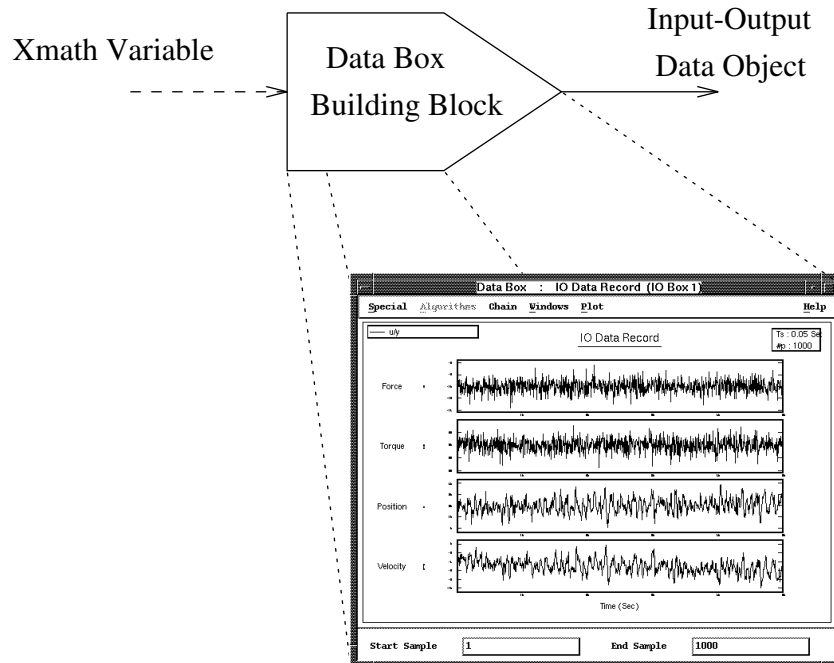 Xmath Variable
Data Box
Building Block
Input-Output
Data Object
Data Box : IO Data Record (IO Box 1)
Special Algorithms Chain Windows Plot Help
u/y
IO Data Record
Ts : 0.05 Sec
#p : 1000
Force
Torque
Position
Velocity
Time (Sec)
Start Sample 1 End Sample 1000